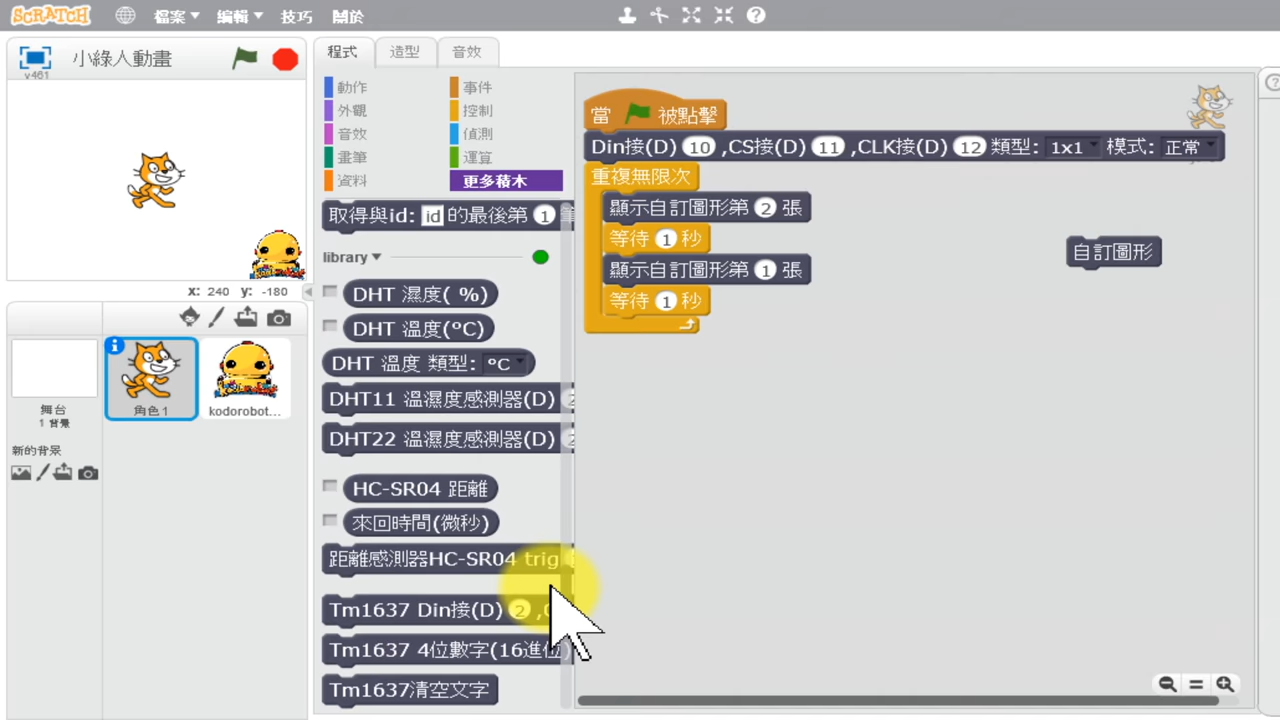 SCRATCH 檔案 編輯 技巧 關於
v461 小綠人動畫
x: 240 y: -180
角色1 kodorobot...
舞台
1 背景
新的背景
程式 造型 音效
動作 事件
外觀 控制
音效 偵測
畫筆 運算
資料 更多積木
取得與id: id 的最後第 1
library
DHT 濕度( %)
DHT 溫度(ºC)
DHT 溫度 類型: ºC
DHT11 溫濕度感測器(D) 2
DHT22 溫濕度感測器(D) 2
HC-SR04 距離
來回時間(微秒)
距離感測器HC-SR04 trig
Tm1637 Din接(D) 2 ,
Tm1637 4位數字(16進位)
Tm1637清空文字
當 被點擊
Din接(D) 10 ,CS接(D) 11 ,CLK接(D) 12 類型: 1x1 模式: 正常
重複無限次
顯示自訂圖形第 2 張
等待 1 秒
顯示自訂圖形第 1 張
等待 1 秒
自訂圖形